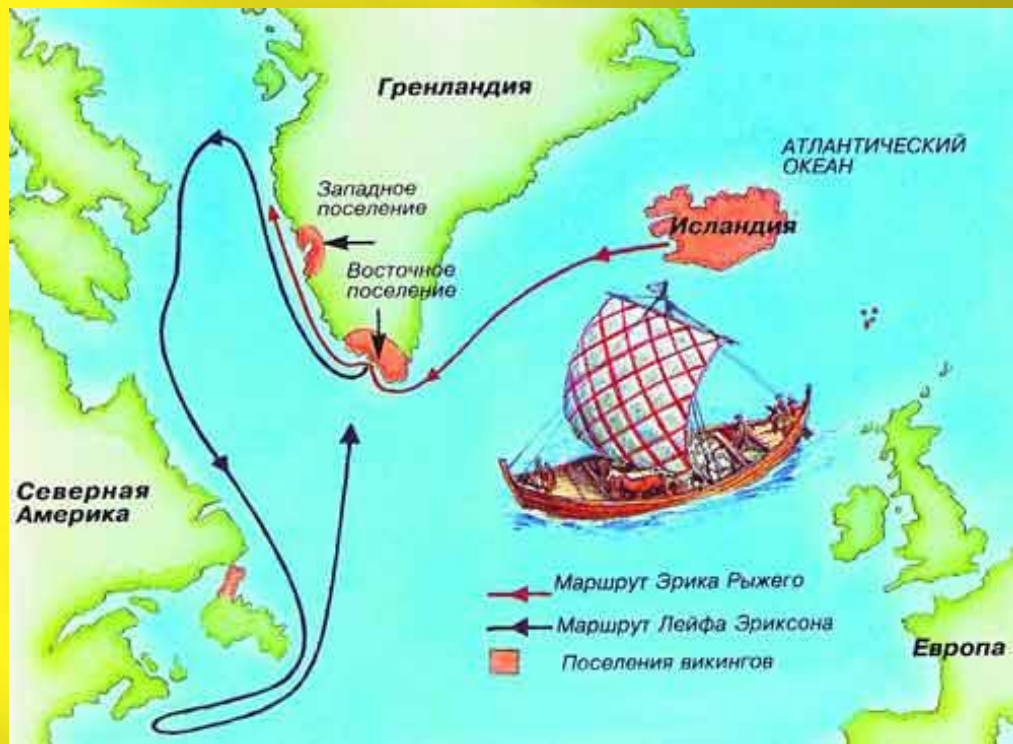 Гренландия
АТЛАНТИЧЕСКИЙ
ОКЕАН
Западное
поселение
Исландия
Восточное
поселение
Северная
Америка
Маршрут Эрика Рыжего
Маршрут Лейфа Эриксона
Европа
Поселения викингов